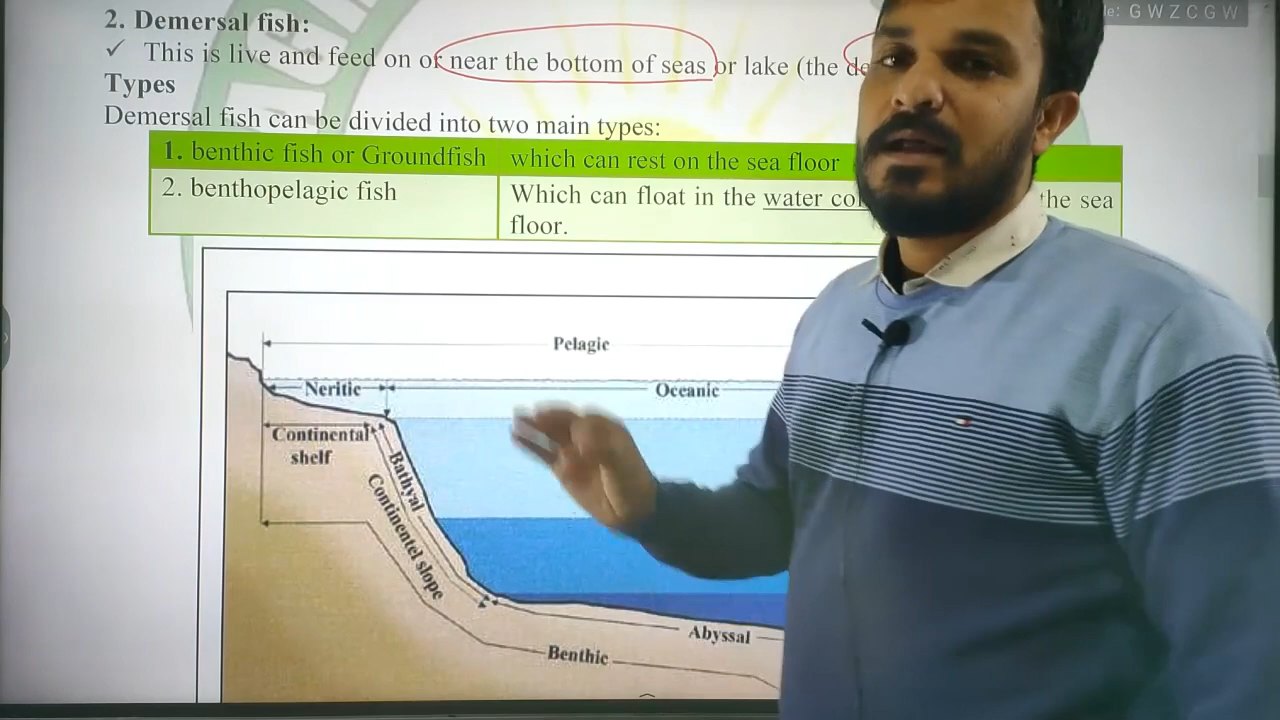 le: G W Z C G W
2. Demersal fish:
✓ This is live and feed on or near the bottom of seas or lake (the de
Types
Demersal fish can be divided into two main types:
1. benthic fish or Groundfish which can rest on the sea floor
2. benthopelagic fish Which can float in the water col the sea
floor.
Pelagic
Neritic Oceanic
Continental
shelf
Bathyal
Continentel slope
Abyssal
Benthic